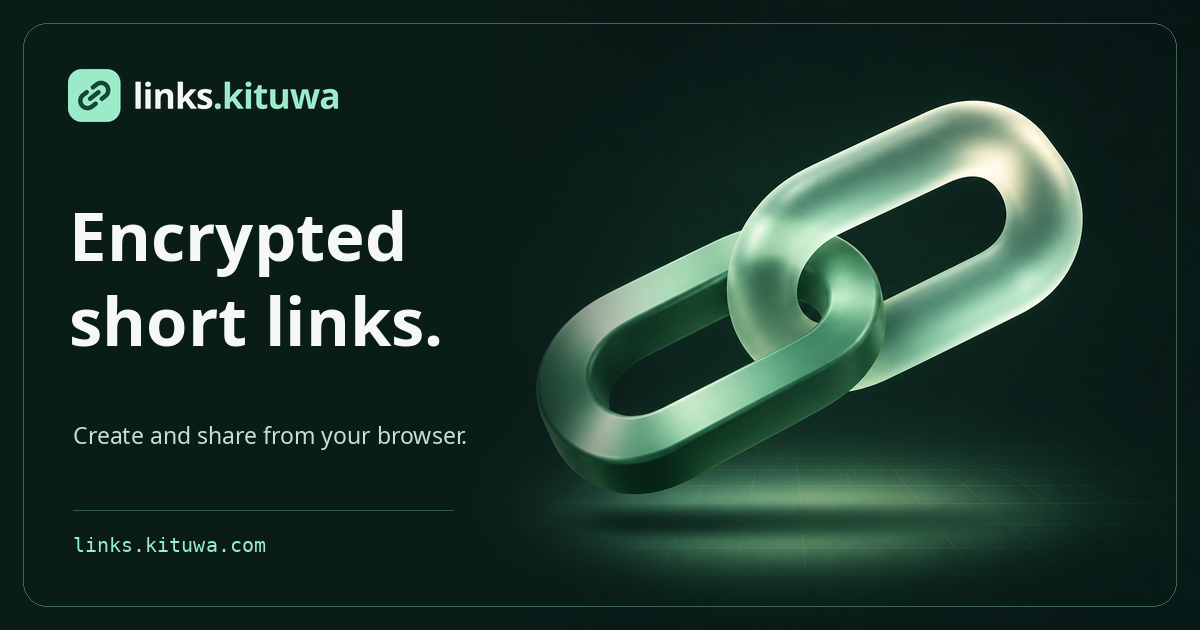 links.kituwa
Encrypted
short links.
Create and share from your browser.
links.kituwa.com